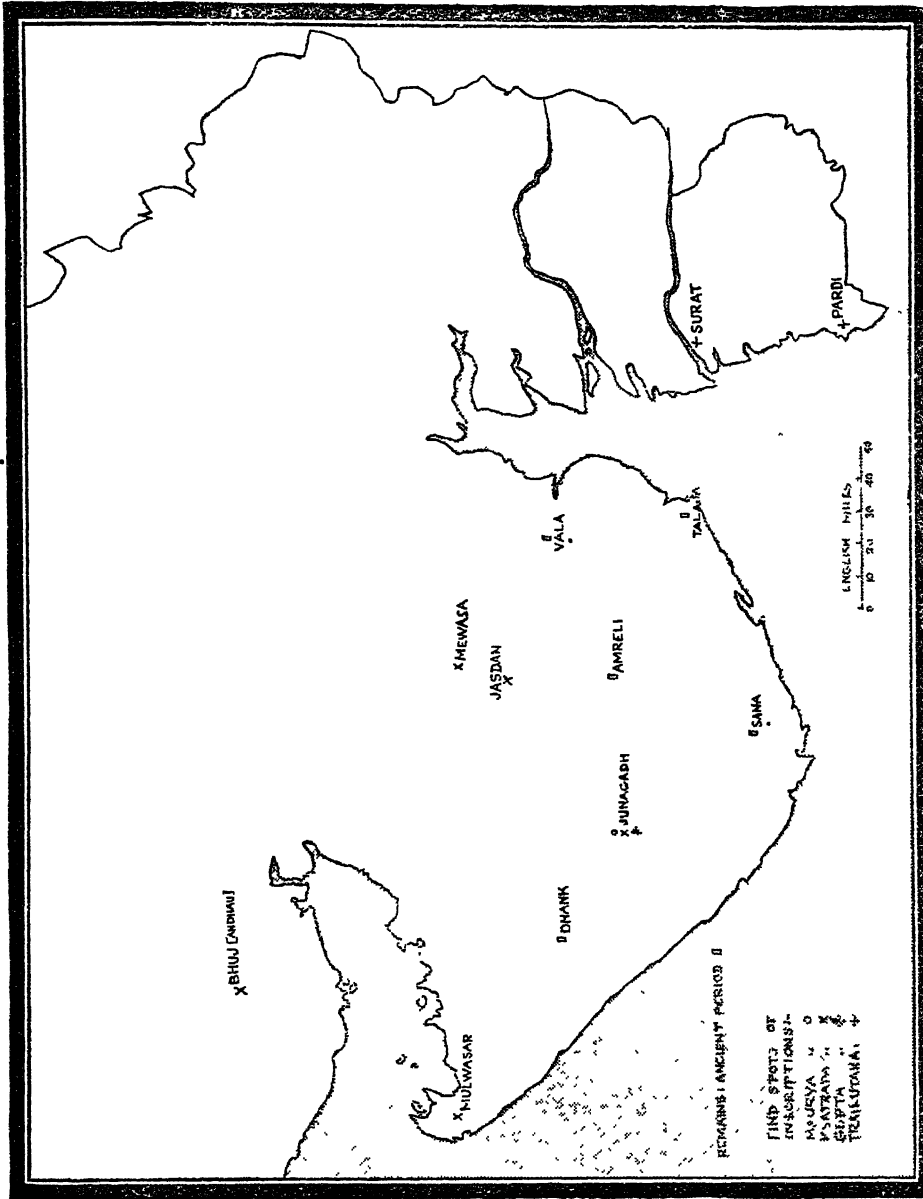 × BHUJ [ANDHAU]
× MULWASAR
× MEWASA
JASDAN
×
VALA
DHANK
× JUNAGADH
AMRELI
TALAJA
SANA
+ SURAT
+ PARDI
ENGLISH MILES
0 10 20 30 40
REMAINS: ANCIENT PERIOD
FIND SPOTS OF
INSCRIPTIONS:-
MOURYA „ O
KSATRAPA „ X
GUPTA „
TRAIKUTAKA: +